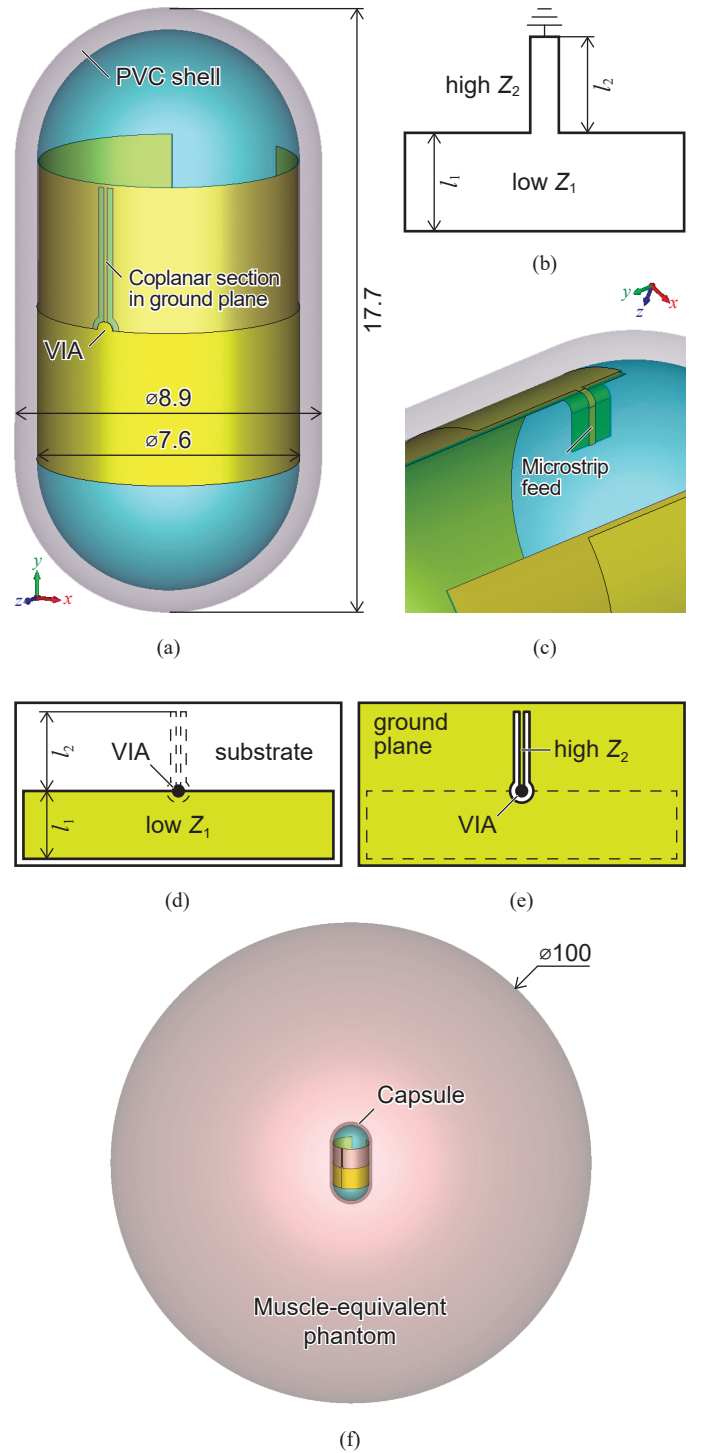 PVC shell
Coplanar section
in ground plane
VIA
⌀8.9
⌀7.6
17.7
y
z
x
(a)
high Z2
l2
l1
low Z1
(b)
y
z
x
Microstrip
feed
(c)
l2
VIA
substrate
l1
low Z1
(d)
ground
plane
high Z2
VIA
(e)
⌀100
Capsule
Muscle-equivalent
phantom
(f)